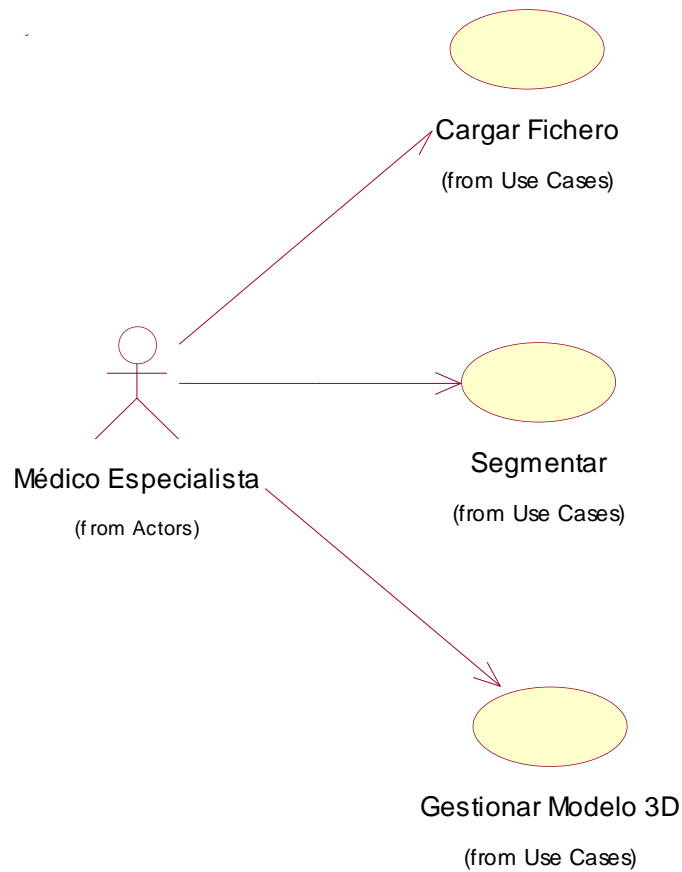 Cargar Fichero
(from Use Cases)
Médico Especialista
(from Actors)
Segmentar
(from Use Cases)
Gestionar Modelo 3D
(from Use Cases)